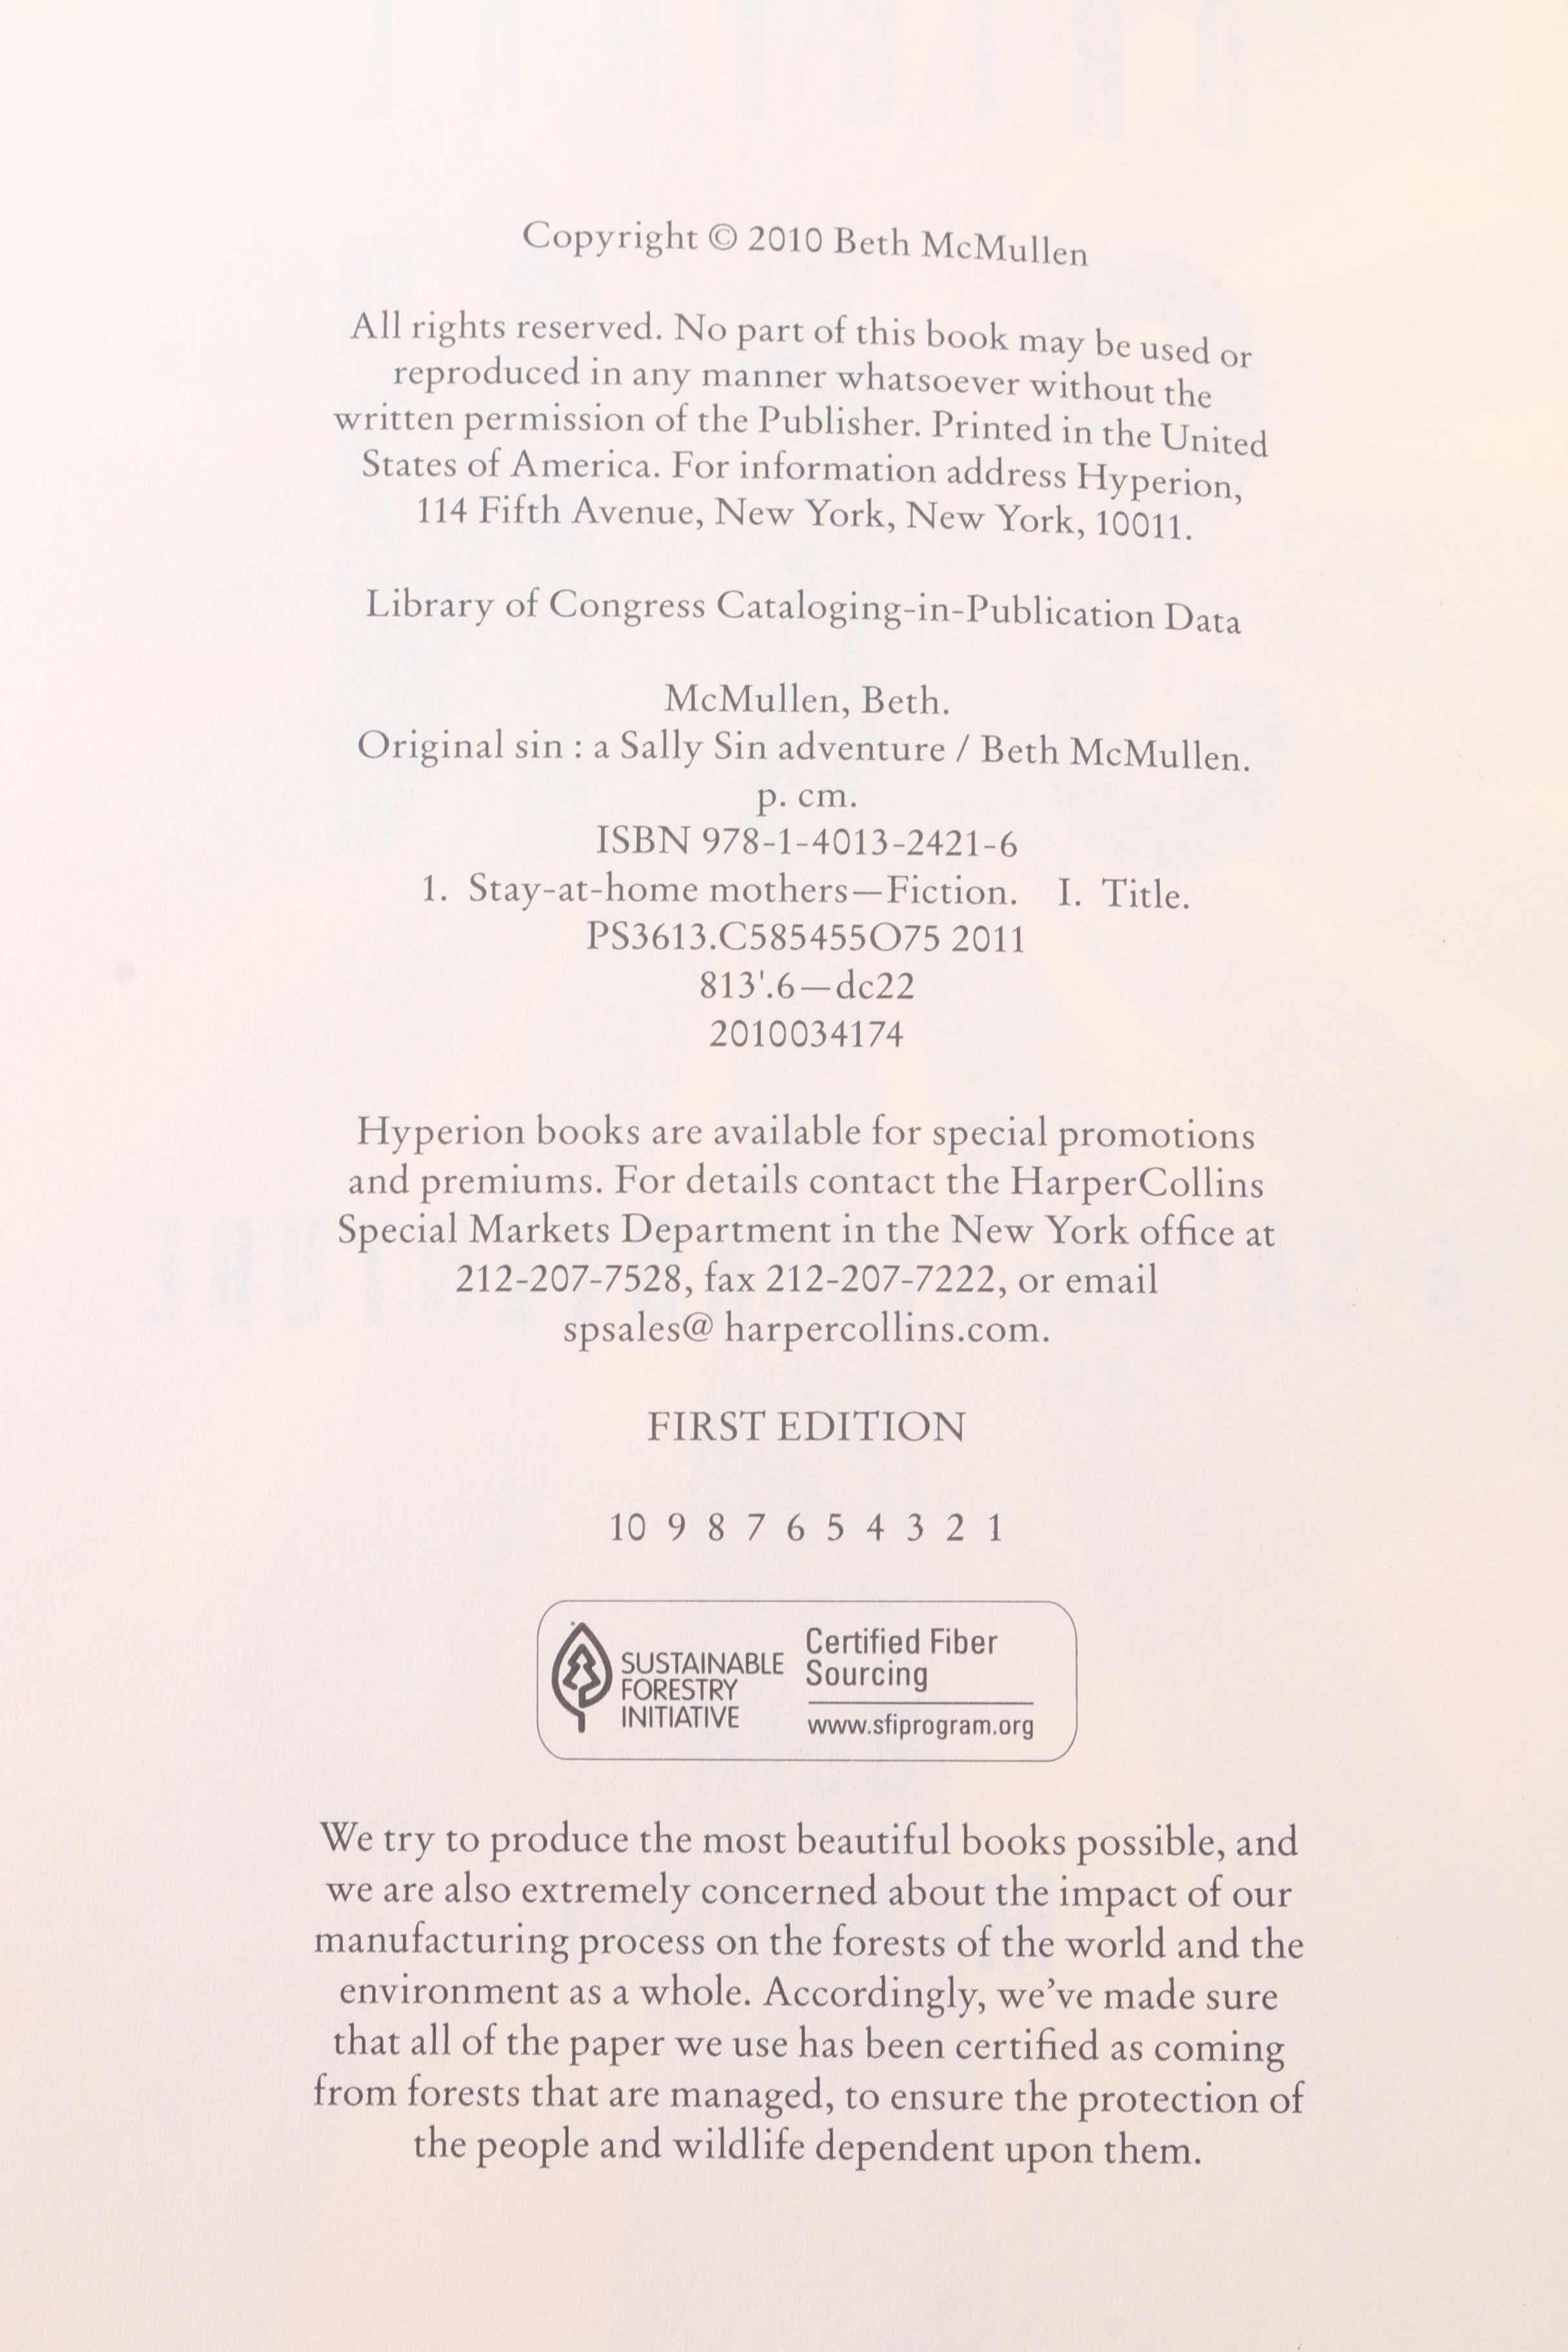 Copyright © 2010 Beth McMullen
All rights reserved. No part of this book may be used or
reproduced in any manner whatsoever without the
written permission of the Publisher. Printed in the United
States of America. For information address Hyperion,
114 Fifth Avenue, New York, New York, 10011.
Library of Congress Cataloging-in-Publication Data
McMullen, Beth.
Original sin : a Sally Sin adventure / Beth McMullen.
p. cm.
ISBN 978-1-4013-2421-6
1. Stay-at-home mothers—Fiction. I. Title.
PS3613.C585455O75 2011
813'.6—dc22
2010034174
Hyperion books are available for special promotions
and premiums. For details contact the HarperCollins
Special Markets Department in the New York office at
212-207-7528, fax 212-207-7222, or email
spsales@ harpercollins.com.
FIRST EDITION
10 9 8 7 6 5 4 3 2 1
SUSTAINABLE
FORESTRY
INITIATIVE
Certified Fiber
Sourcing
www.sfiprogram.org
We try to produce the most beautiful books possible, and
we are also extremely concerned about the impact of our
manufacturing process on the forests of the world and the
environment as a whole. Accordingly, we've made sure
that all of the paper we use has been certified as coming
from forests that are managed, to ensure the protection of
the people and wildlife dependent upon them.